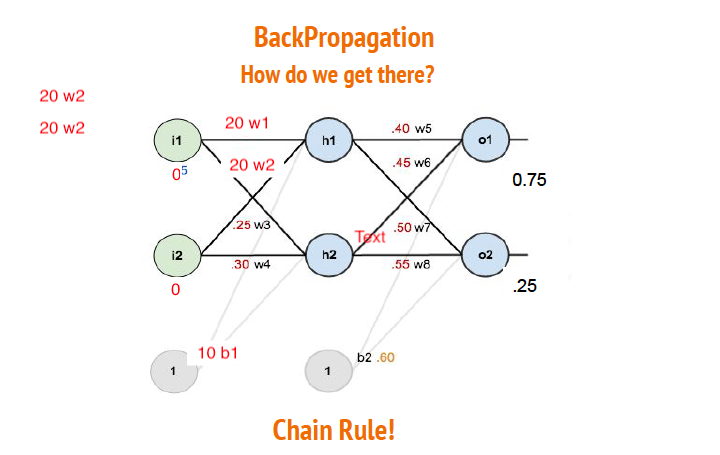 BackPropagation
How do we get there?
20 w2
20 w2
20 w1
.40 w5
i1
h1
o1
20 w2
.45 w6
05
0.75
.25 w3
.50 w7
Text
i2
h2
o2
.30 w4
.55 w8
0
.25
10 b1
b2 .60
1
1
Chain Rule!